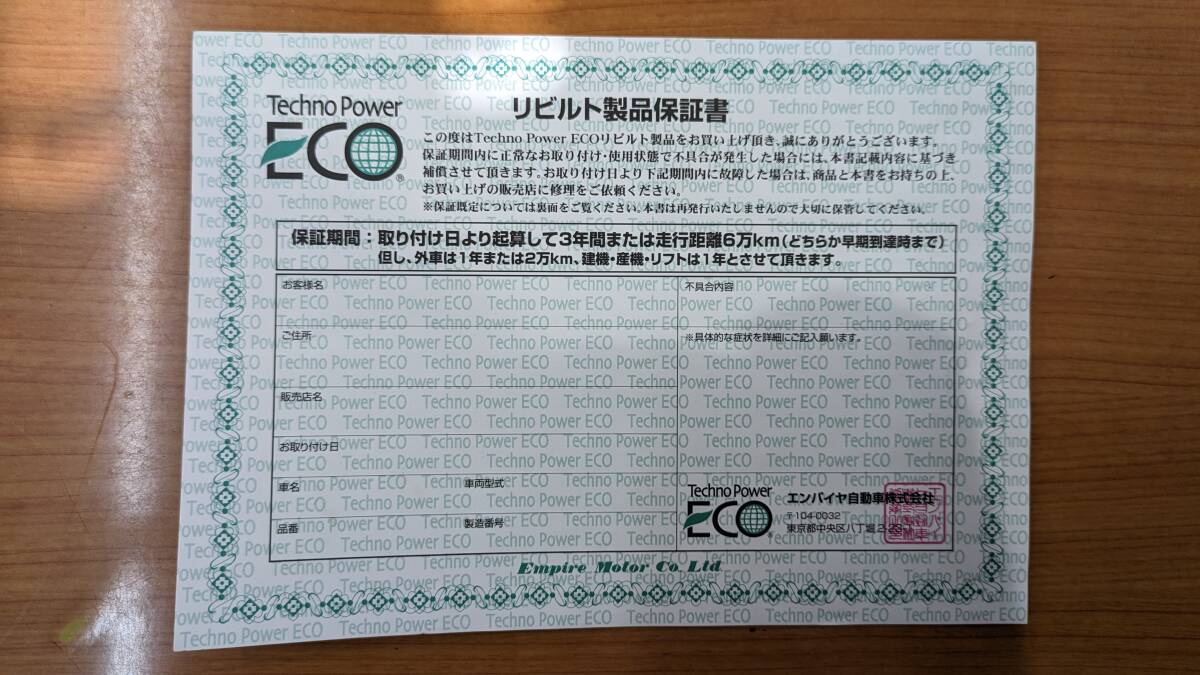 Techno Power
ECO
リビルト製品保証書
この度はTechno Power ECOリビルト製品をお買い上げ頂き、誠にありがとうございます。
保証期間内に正常なお取り付け・使用状態で不具合が発生した場合には、本書記載内容に基づき
補償させて頂きます。お取り付け日より下記期間内に故障した場合は、商品と本書をお持ちの上、
お買い上げの販売店に修理をご依頼ください。
※保証既定については裏面をご覧ください。本書は再発行いたしませんので大切に保管してください。
保証期間：取り付け日より起算して3年間または走行距離6万km（どちらか早期到達時まで）
但し、外車は1年または2万km、建機・産機・リフトは1年とさせて頂きます。
お客様名
ご住所
販売店名
お取り付け日
車名 車両型式
品番 製造番号
不具合内容
※具体的な症状を詳細にご記入願います。
Techno Power
ECO
エンパイヤ自動車株式会社
〒104-0032
東京都中央区八丁堀
Empire Motor Co. Ltd